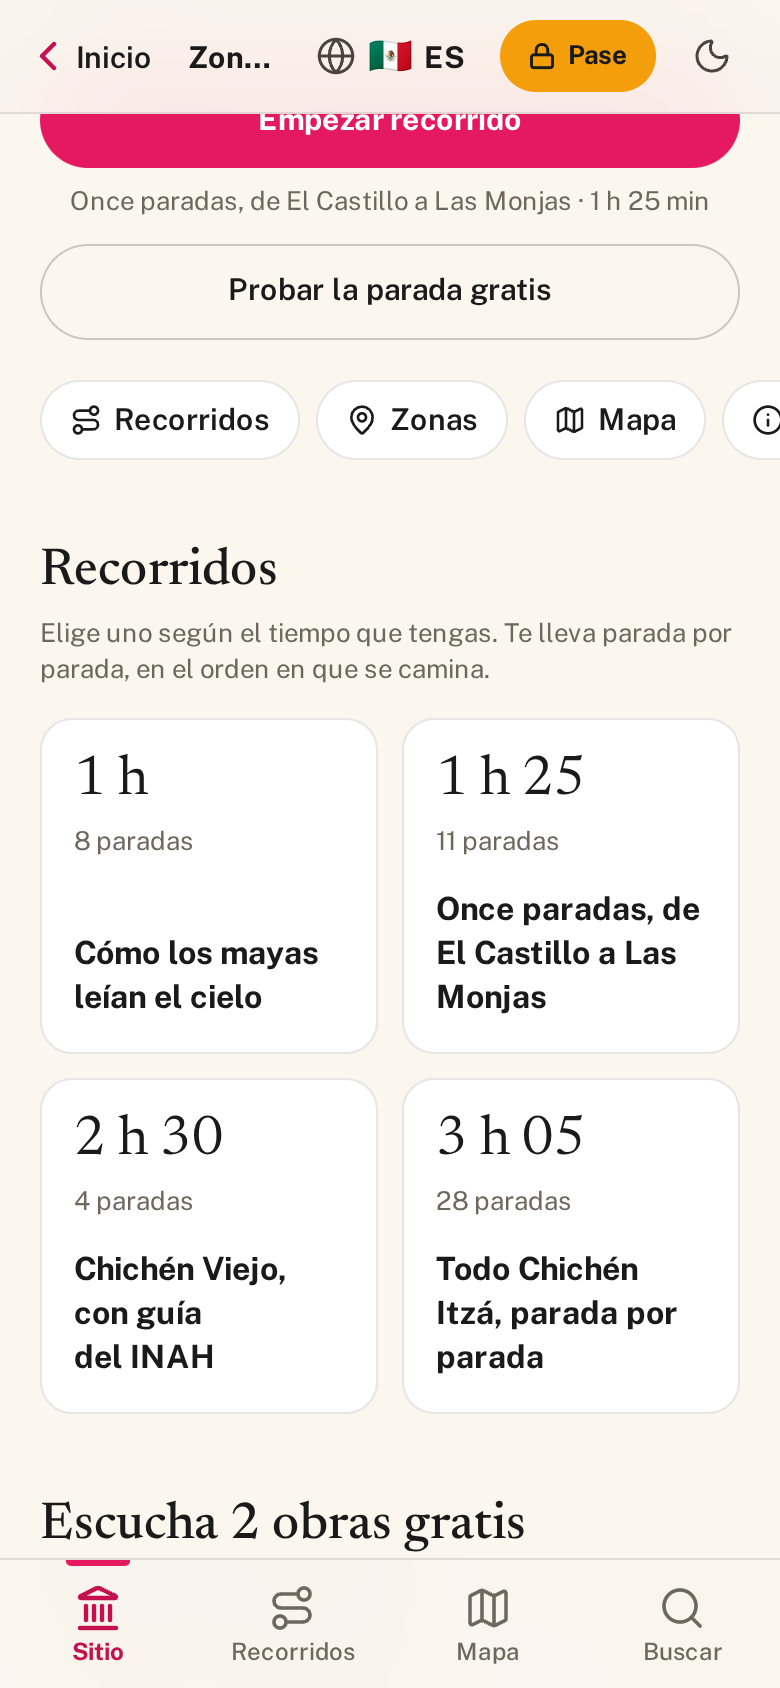 Inicio Zon... ES Pase
Empezar recorrido
Once paradas, de El Castillo a Las Monjas · 1 h 25 min
Probar la parada gratis
Recorridos Zonas Mapa
Recorridos
Elige uno según el tiempo que tengas. Te lleva parada por
parada, en el orden en que se camina.
1 h
8 paradas
Cómo los mayas
leían el cielo
1 h 25
11 paradas
Once paradas, de
El Castillo a Las
Monjas
2 h 30
4 paradas
Chichén Viejo,
con guía
del INAH
3 h 05
28 paradas
Todo Chichén
Itzá, parada por
parada
Escucha 2 obras gratis
Sitio Recorridos Mapa Buscar